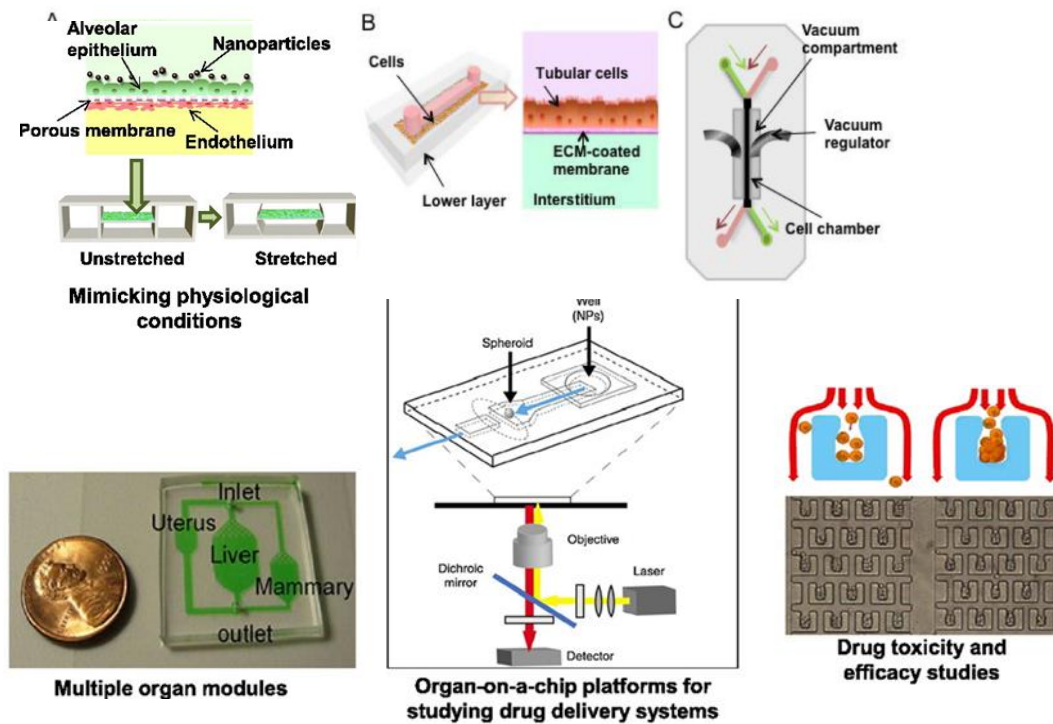 A
Alveolar
epithelium
Nanoparticles
Porous membrane
Endothelium
Unstretched
Stretched
Mimicking physiological
conditions
B
Cells
Lower layer
Tubular cells
ECM-coated
membrane
Interstitium
C
Vacuum
compartment
Vacuum
regulator
Cell chamber
Well
(NPs)
Spheroid
Objective
Dichroic
mirror
Laser
Detector
Organ-on-a-chip platforms for
studying drug delivery systems
Inlet
Uterus
Liver
Mammary
outlet
Multiple organ modules
Drug toxicity and
efficacy studies